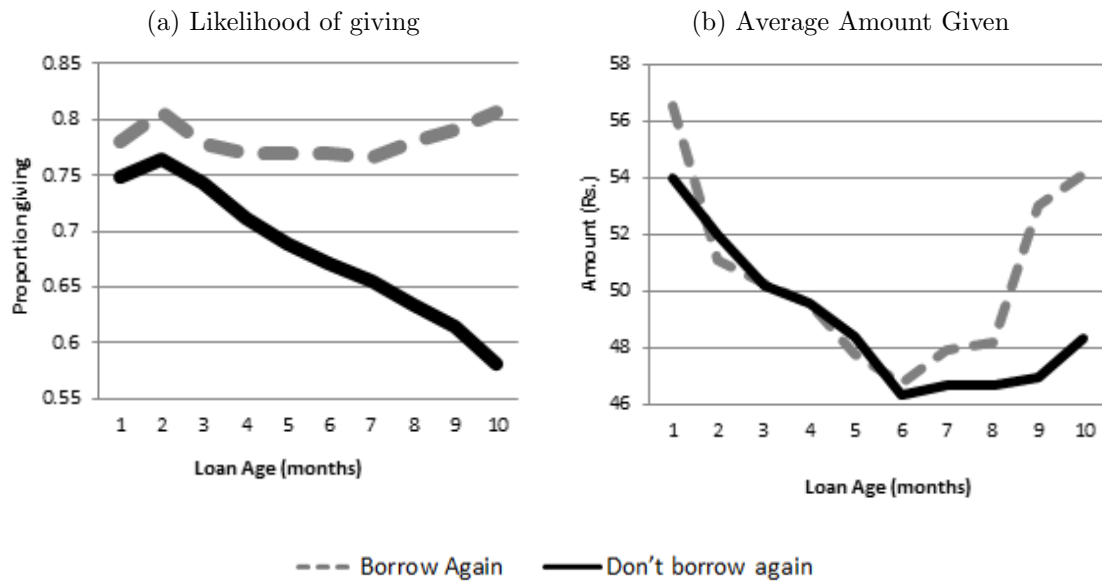 (a) Likelihood of giving
0.85
0.8
0.75
0.7
0.65
0.6
0.55
Proportion giving
1 2 3 4 5 6 7 8 9 10
Loan Age (months)
(b) Average Amount Given
58
56
54
52
50
48
46
Amount (Rs.)
1 2 3 4 5 6 7 8 9 10
Loan Age (months)
Borrow Again Don't borrow again